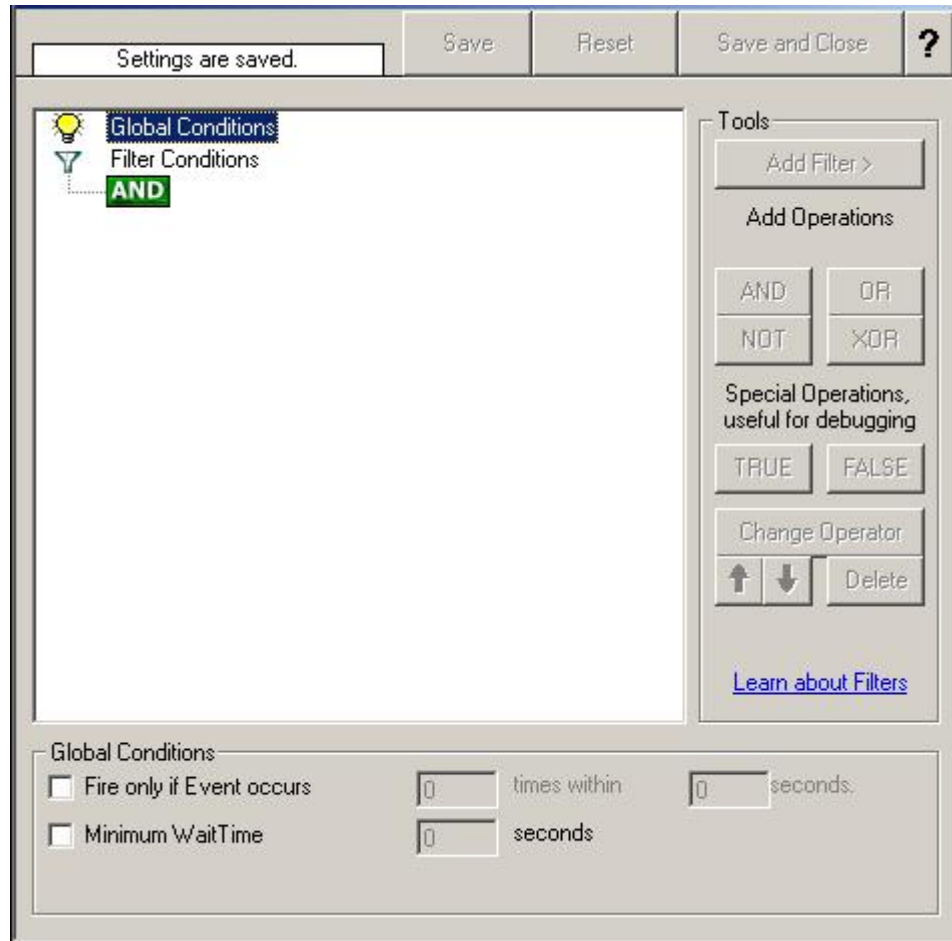 Settings are saved.
Save
Reset
Save and Close
?
Global Conditions
Filter Conditions
AND
Tools
Add Filter >
Add Operations
AND
OR
NOT
XOR
Special Operations,
useful for debugging
TRUE
FALSE
Change Operator
Delete
Learn about Filters
Global Conditions
Fire only if Event occurs 0 times within 0 seconds.
Minimum WaitTime 0 seconds